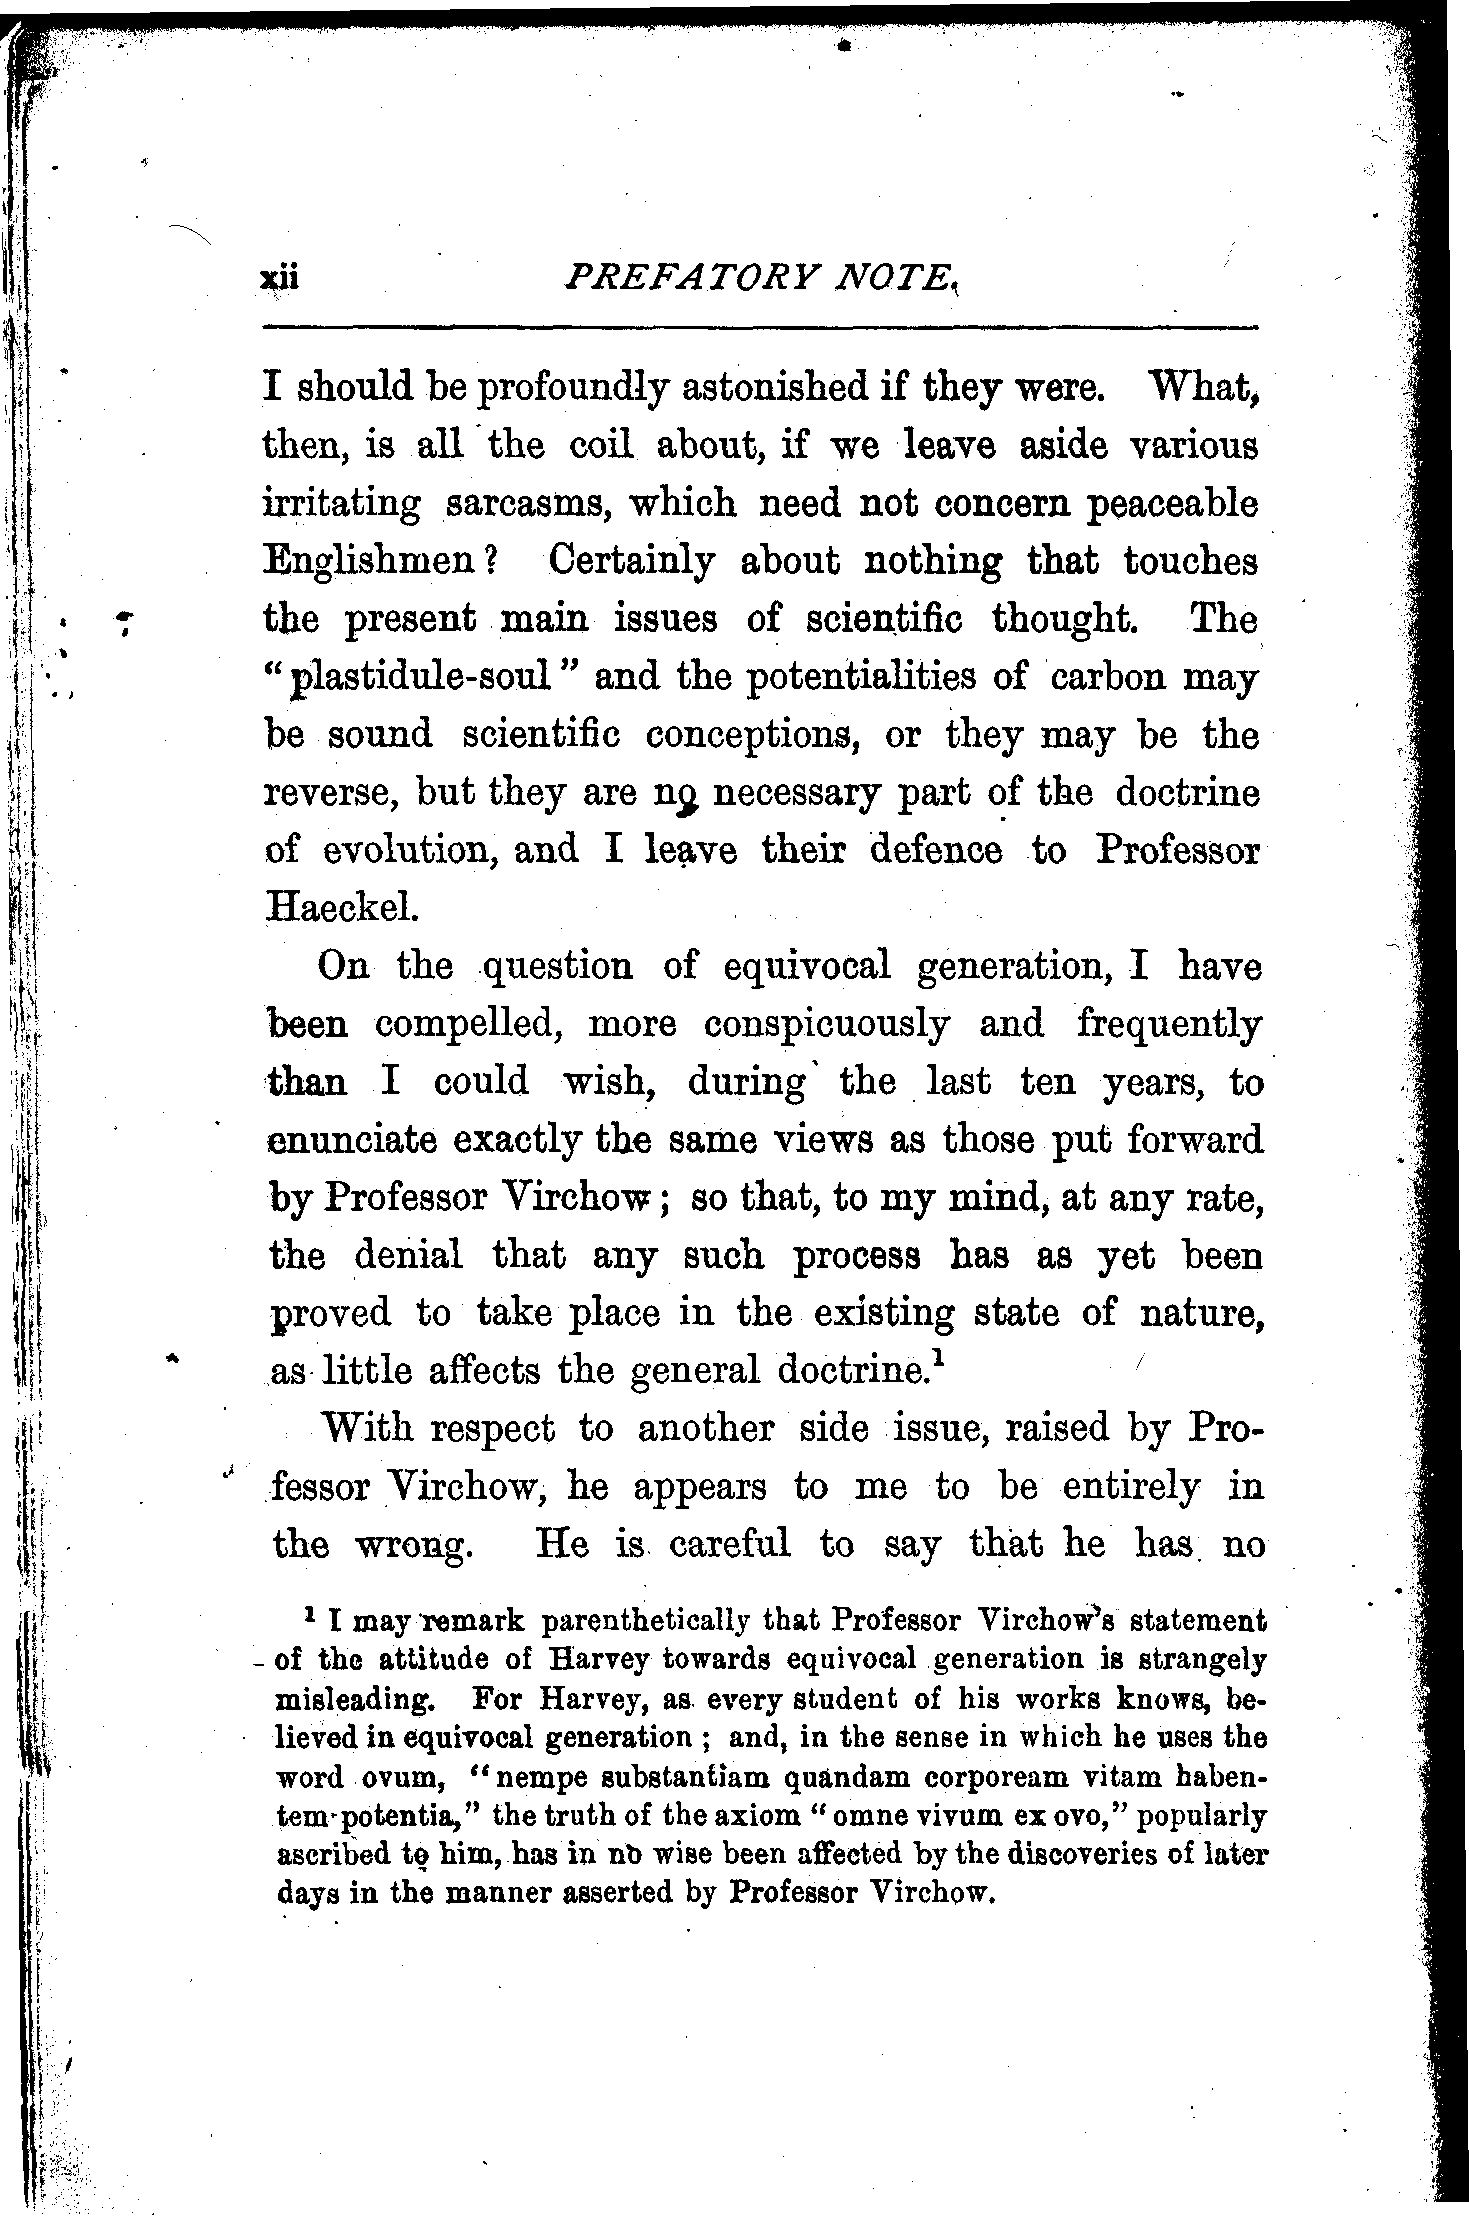 xii PREFATORY NOTE.
I should be profoundly astonished if they were. What,
then, is all the coil about, if we leave aside various
irritating sarcasms, which need not concern peaceable
Englishmen? Certainly about nothing that touches
the present main issues of scientific thought. The
"plastidule-soul" and the potentialities of carbon may
be sound scientific conceptions, or they may be the
reverse, but they are no necessary part of the doctrine
of evolution, and I leave their defence to Professor
Haeckel.
On the question of equivocal generation, I have
been compelled, more conspicuously and frequently
than I could wish, during the last ten years, to
enunciate exactly the same views as those put forward
by Professor Virchow; so that, to my mind, at any rate,
the denial that any such process has as yet been
proved to take place in the existing state of nature,
as little affects the general doctrine.¹
With respect to another side issue, raised by Pro-
fessor Virchow, he appears to me to be entirely in
the wrong. He is careful to say that he has no
¹ I may remark parenthetically that Professor Virchow's statement
of the attitude of Harvey towards equivocal generation is strangely
misleading. For Harvey, as every student of his works knows, be-
lieved in equivocal generation; and, in the sense in which he uses the
word ovum, "nempe substantiam quandam corpoream vitam haben-
tem potentia," the truth of the axiom "omne vivum ex ovo," popularly
ascribed to him, has in no wise been affected by the discoveries of later
days in the manner asserted by Professor Virchow.